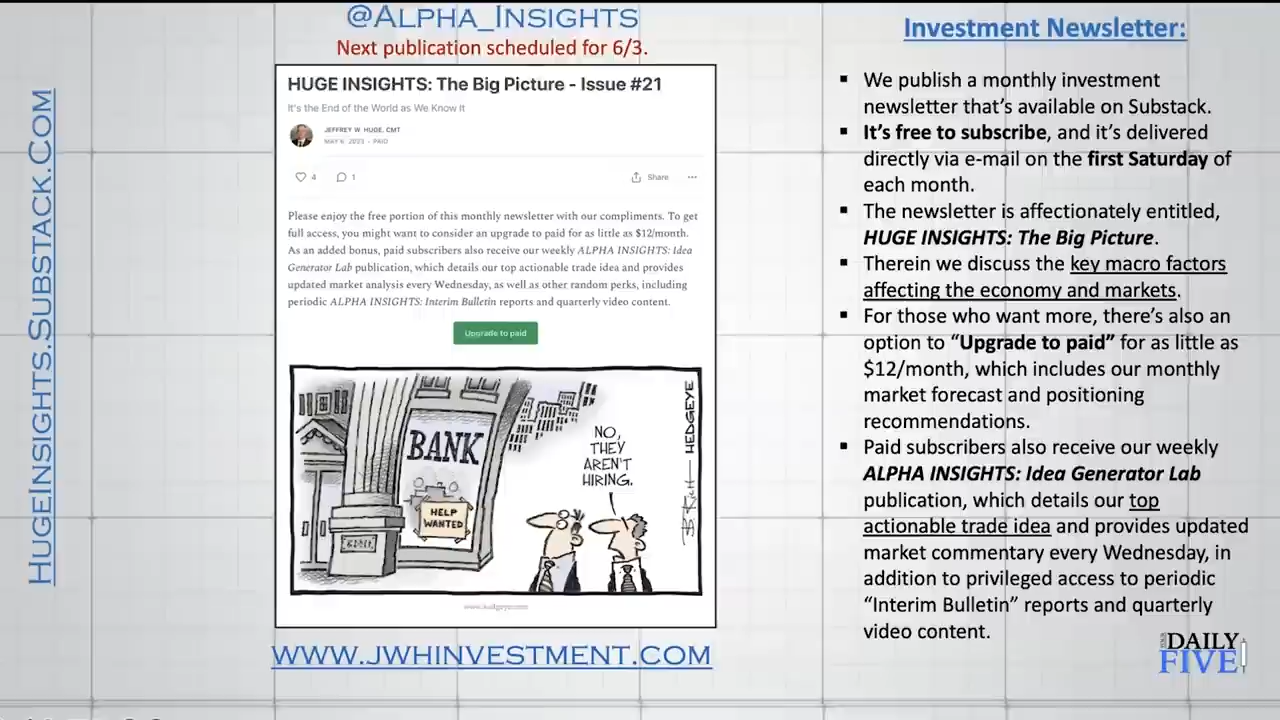 @ALPHA_INSIGHTS
Next publication scheduled for 6/3.
HUGEINSIGHTS.SUBSTACK.COM
HUGE INSIGHTS: The Big Picture - Issue #21
It's the End of the World as We Know It
JEFFREY W. HUGE, CMT
MAY 6, 2023 • PAID
4
1
Share
Please enjoy the free portion of this monthly newsletter with our compliments. To get
full access, you might want to consider an upgrade to paid for as little as $12/month.
As an added bonus, paid subscribers also receive our weekly ALPHA INSIGHTS: Idea
Generator Lab publication, which details our top actionable trade idea and provides
updated market analysis every Wednesday, as well as other random perks, including
periodic ALPHA INSIGHTS: Interim Bulletin reports and quarterly video content.
Upgrade to paid
BANK
HELP
WANTED
NO,
THEY
AREN'T
HIRING.
HEDGEYE
www.hedgeye.com
WWW.JWHINVESTMENT.COM
Investment Newsletter:
▪ We publish a monthly investment
newsletter that's available on Substack.
▪ It's free to subscribe, and it's delivered
directly via e-mail on the first Saturday of
each month.
▪ The newsletter is affectionately entitled,
HUGE INSIGHTS: The Big Picture.
▪ Therein we discuss the key macro factors
affecting the economy and markets.
▪ For those who want more, there's also an
option to “Upgrade to paid” for as little as
$12/month, which includes our monthly
market forecast and positioning
recommendations.
▪ Paid subscribers also receive our weekly
ALPHA INSIGHTS: Idea Generator Lab
publication, which details our top
actionable trade idea and provides updated
market commentary every Wednesday, in
addition to privileged access to periodic
“Interim Bulletin” reports and quarterly
video content.
YOUR
DAILY
FIVE